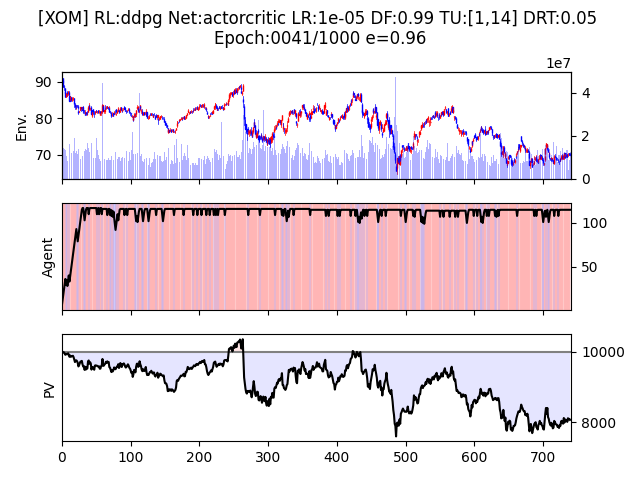 [XOM] RL:ddpg Net:actorcritic LR:1e-05 DF:0.99 TU:[1,14] DRT:0.05
Epoch:0041/1000 e=0.96
1e7
90
80
70
Env.
4
2
0
Agent
100
50
PV
10000
8000
0 100 200 300 400 500 600 700